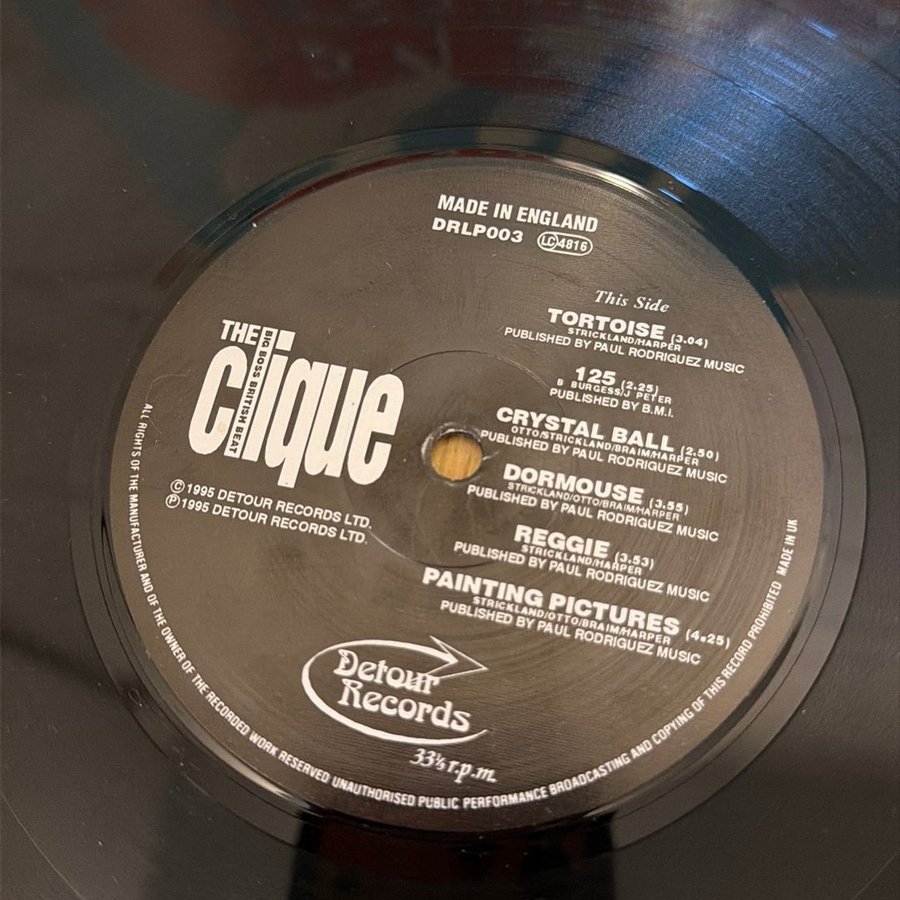 MADE IN ENGLAND
DRLP003 LC 4816
This Side
TORTOISE (3.04)
STRICKLAND/HARPER
PUBLISHED BY PAUL RODRIGUEZ MUSIC
125 (2.25)
B BURGESS/J PETER
PUBLISHED BY B.M.I.
CRYSTAL BALL (2.50)
OTTO/STRICKLAND/BRAIM/HARPER
PUBLISHED BY PAUL RODRIGUEZ MUSIC
DORMOUSE (3.55)
STRICKLAND/OTTO/BRAIM/HARPER
PUBLISHED BY PAUL RODRIGUEZ MUSIC
REGGIE (3.53)
STRICKLAND/HARPER
PUBLISHED BY PAUL RODRIGUEZ MUSIC
PAINTING PICTURES (4.25)
STRICKLAND/OTTO/BRAIM/HARPER
PUBLISHED BY PAUL RODRIGUEZ MUSIC
THE
clique
BIG BOSS BRITISH BEAT
© 1995 DETOUR RECORDS LTD.
℗ 1995 DETOUR RECORDS LTD.
Detour
Records
33⅓ r.p.m.
ALL RIGHTS OF THE MANUFACTURER AND OF THE OWNER OF THE RECORDED WORK RESERVED UNAUTHORISED PUBLIC PERFORMANCE BROADCASTING AND COPYING OF THIS RECORD PROHIBITED MADE IN UK